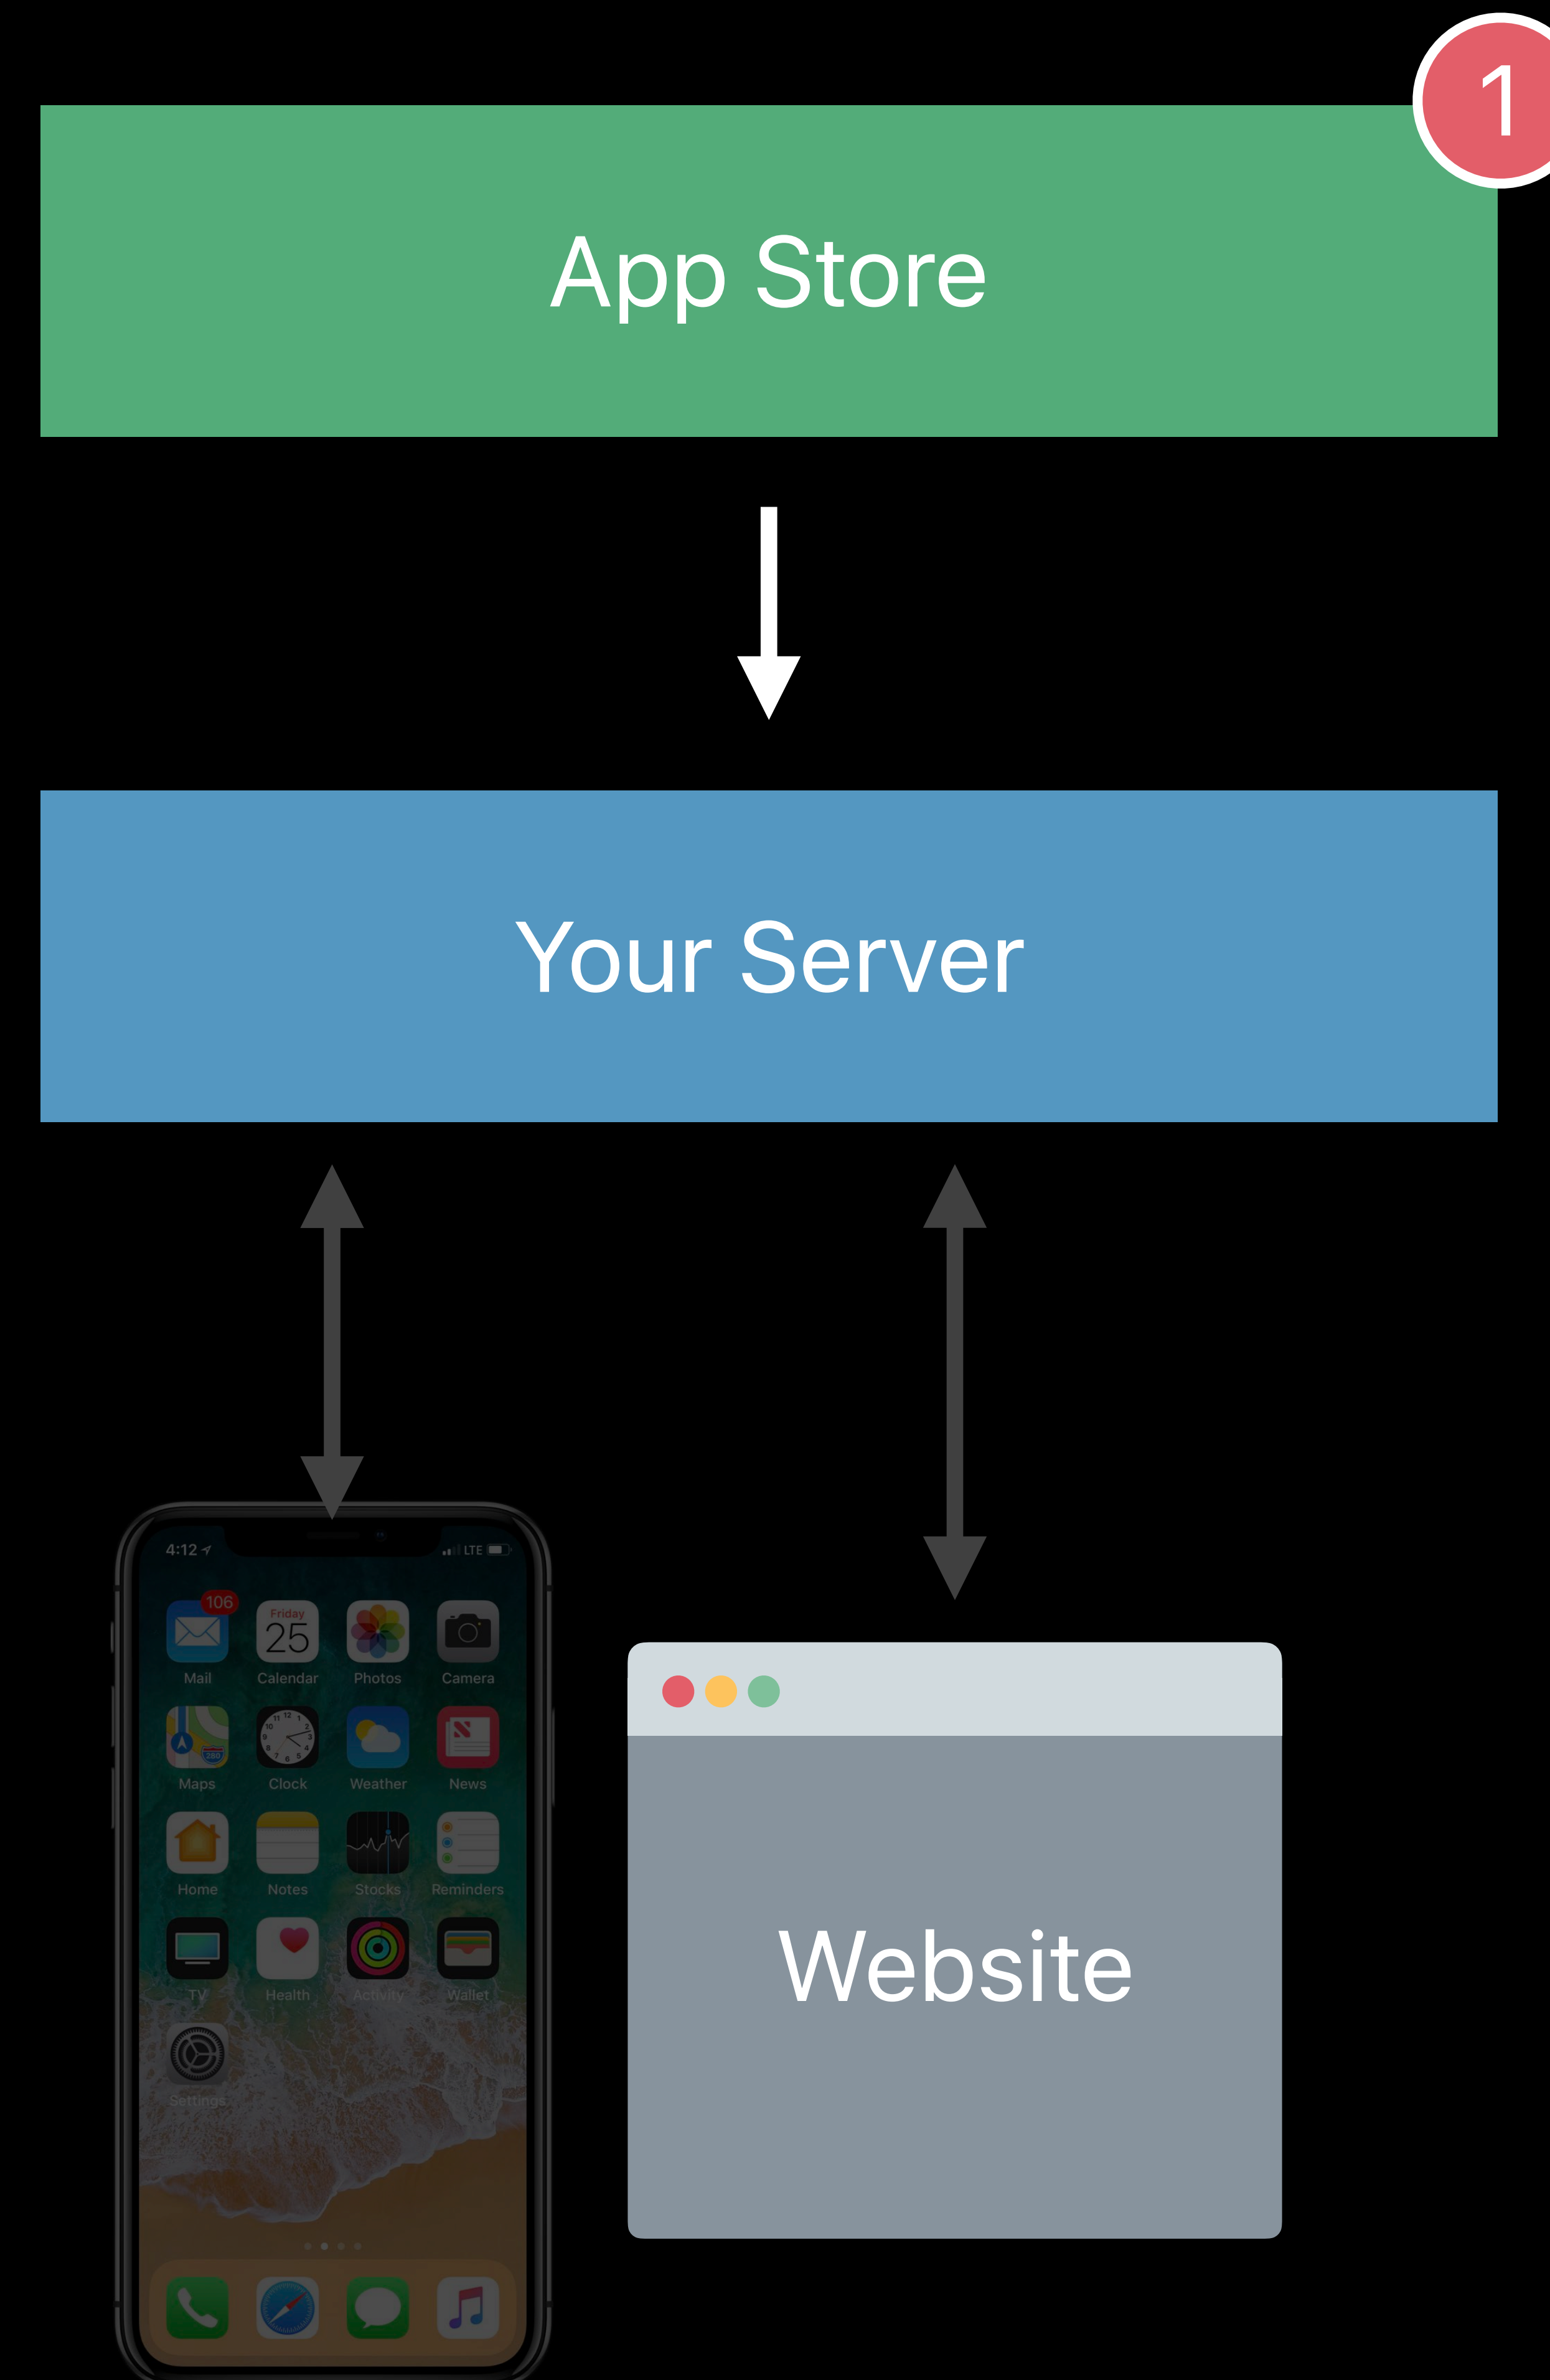 1
App Store
Your Server
4:12 LTE
106
Friday
25
Mail Calendar Photos Camera
280
Maps Clock Weather News
Home Notes Stocks Reminders
TV Health Activity Wallet
Settings
Website